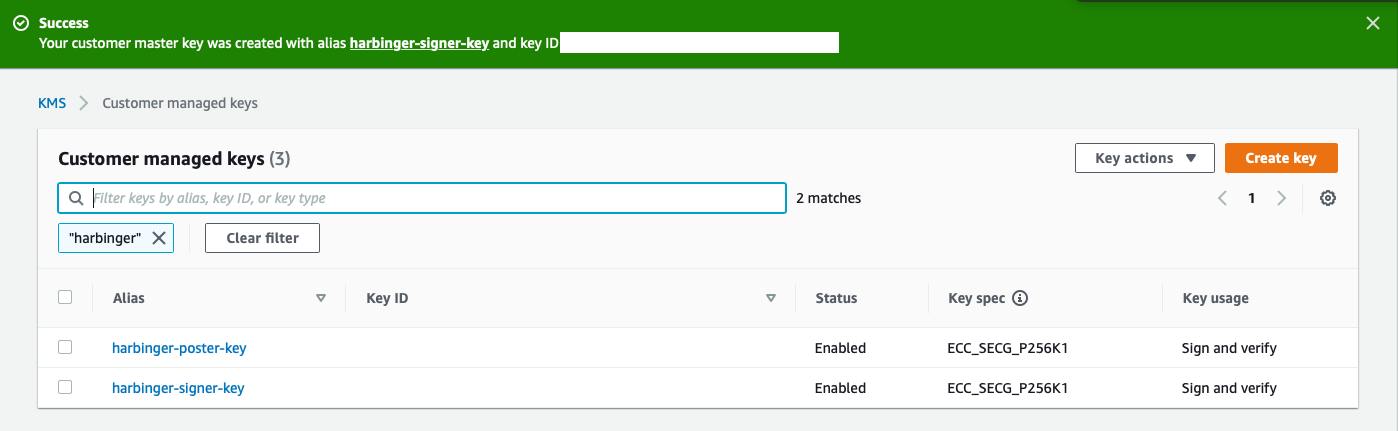 Success
Your customer master key was created with alias harbinger-signer-key and key ID
KMS > Customer managed keys
Customer managed keys (3)
Key actions
Create key
Filter keys by alias, key ID, or key type
2 matches
1
"harbinger"
Clear filter
Alias Key ID Status Key spec Key usage
harbinger-poster-key Enabled ECC_SECG_P256K1 Sign and verify
harbinger-signer-key Enabled ECC_SECG_P256K1 Sign and verify